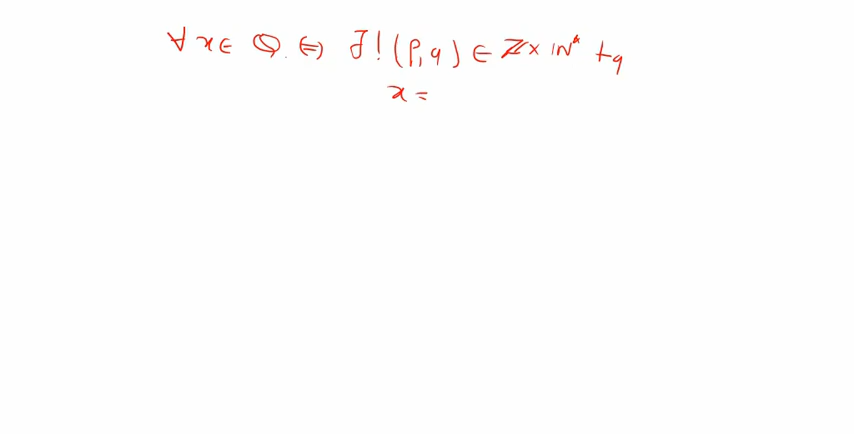 ∀ x ∈ ℚ. ⇔ ∃! (p, q) ∈ ℤ × ℕ* tq
x =